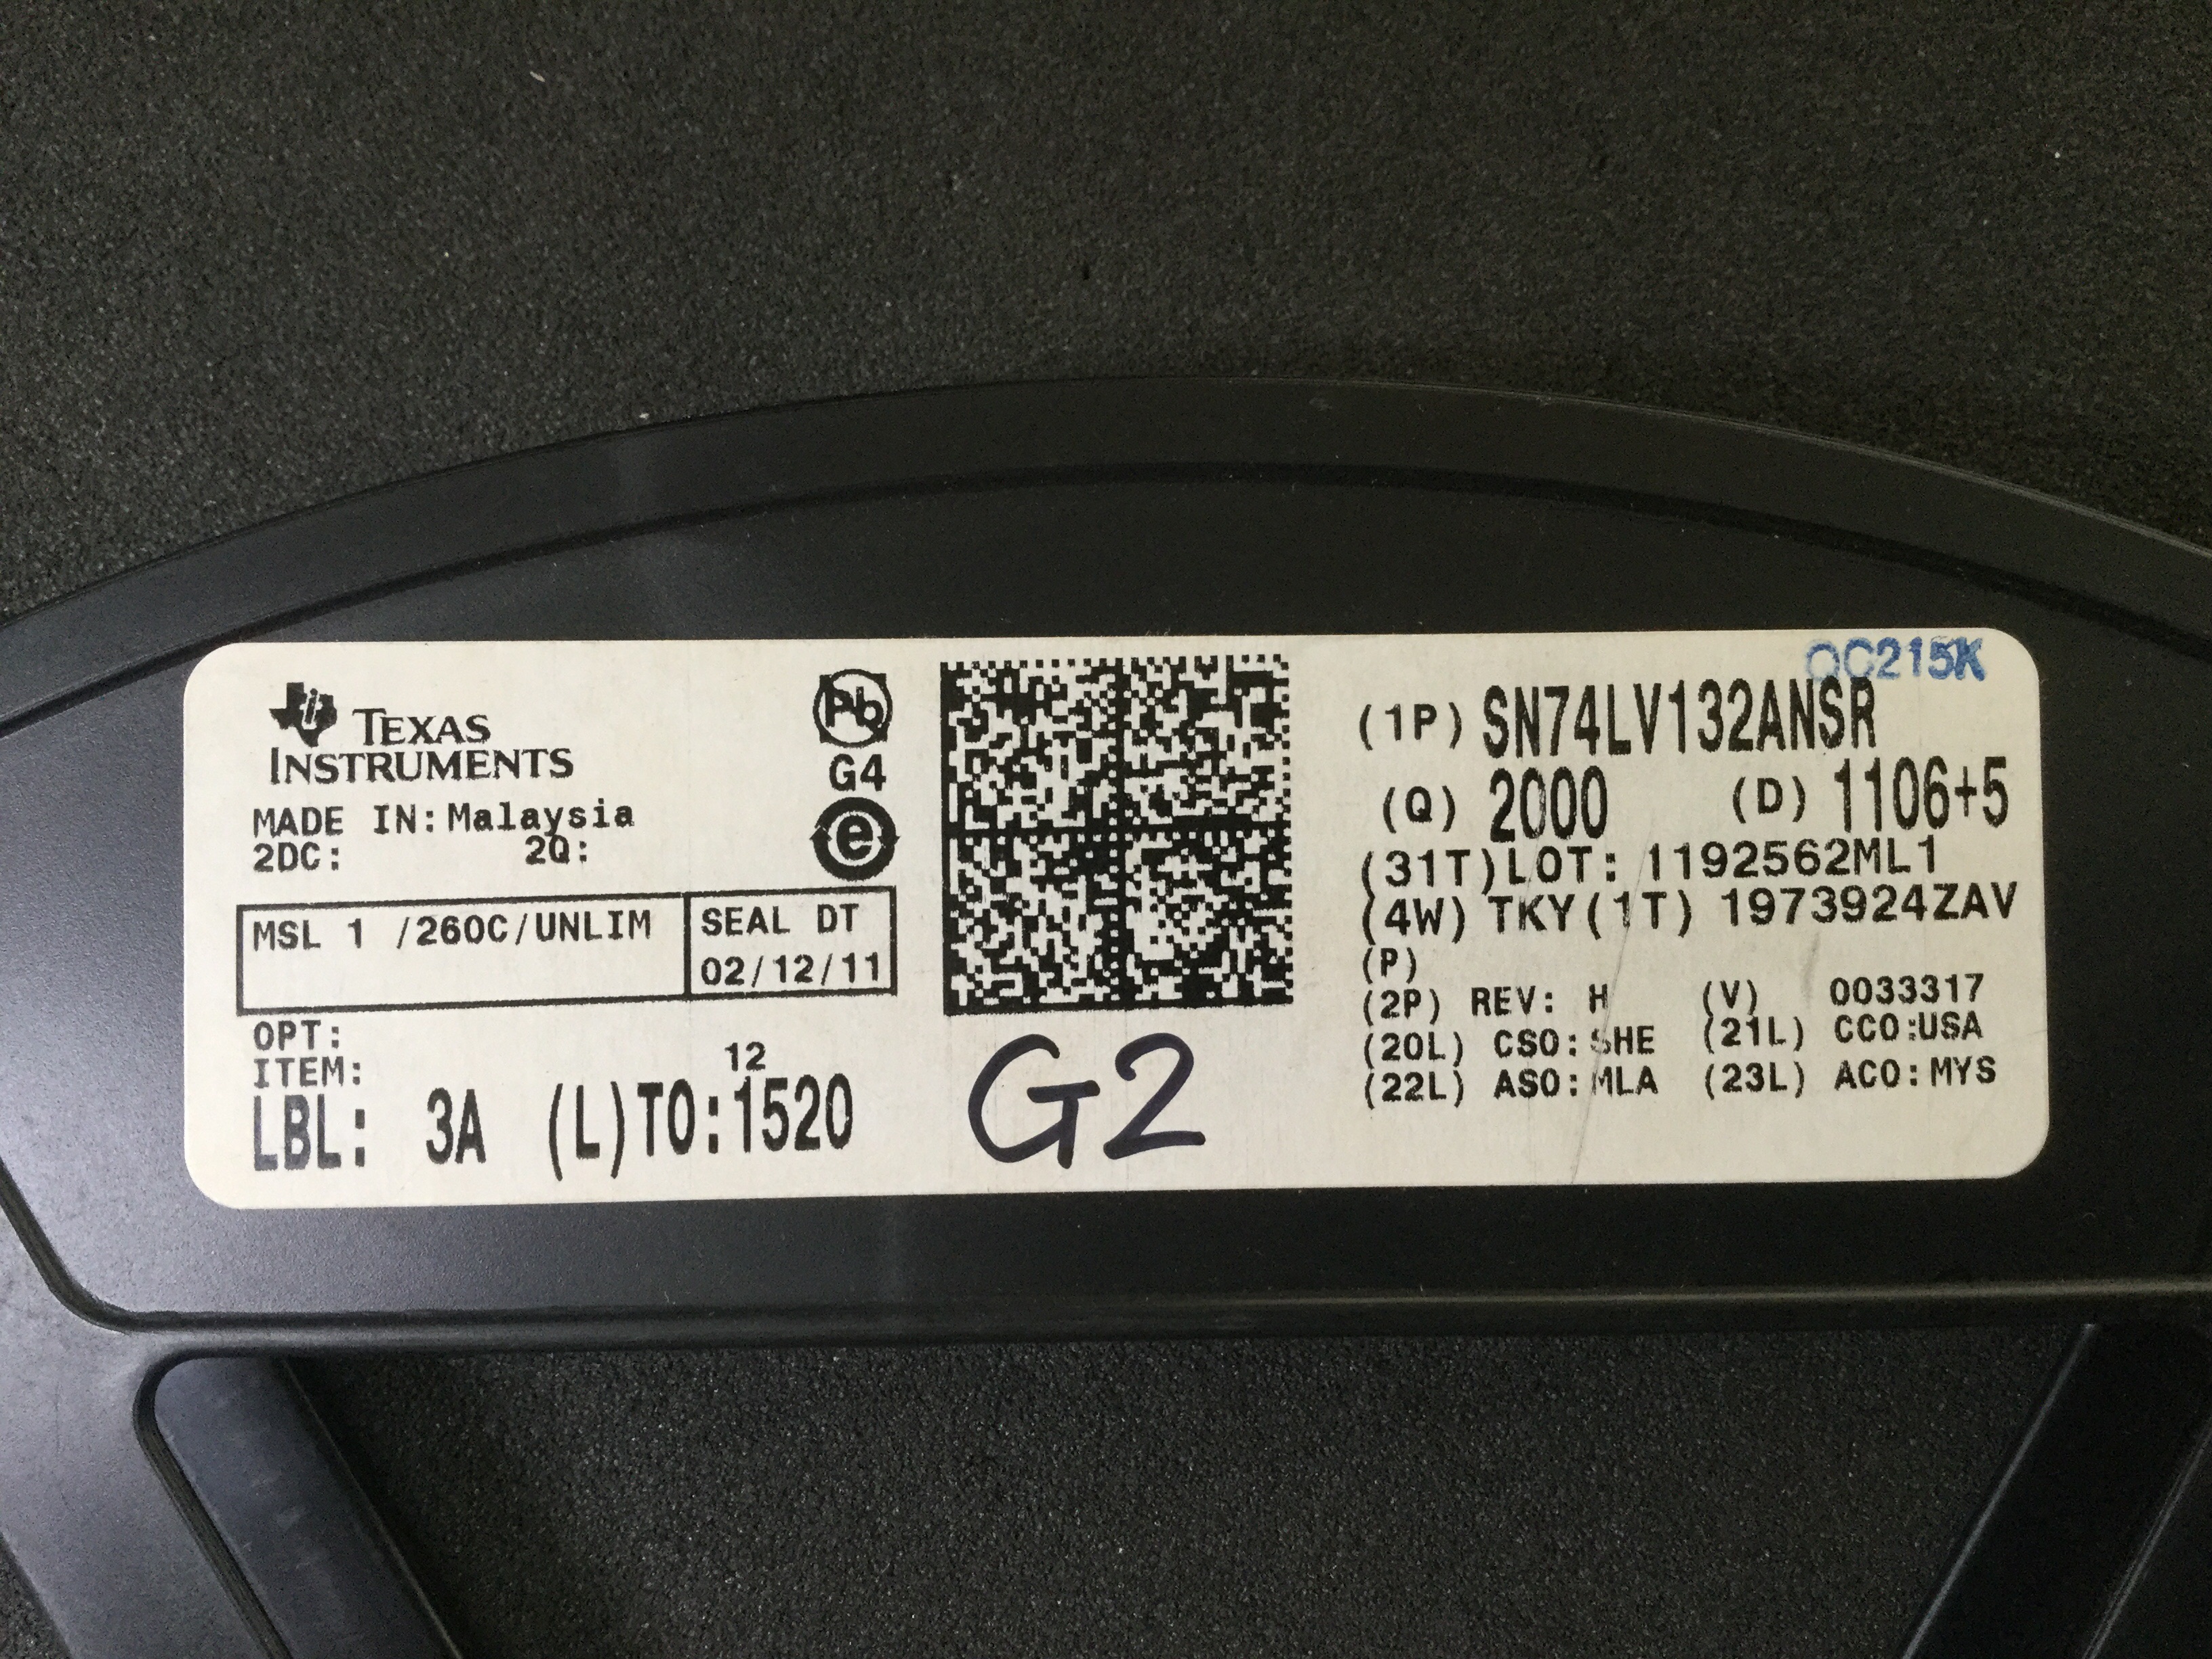 TEXAS
INSTRUMENTS
MADE IN: Malaysia
2DC: 2Q:
Pb
G4
e
MSL 1 /260C/UNLIM
SEAL DT
02/12/11
OPT:
ITEM:
12
LBL: 3A (L)TO:1520
G2
QC215K
(1P) SN74LV132ANSR
(Q) 2000 (D) 1106+5
(31T)LOT: 1192562ML1
(4W) TKY(1T) 1973924ZAV
(P)
(2P) REV: H (V) 0033317
(20L) CSO: SHE (21L) CCO:USA
(22L) ASO: MLA (23L) ACO: MYS